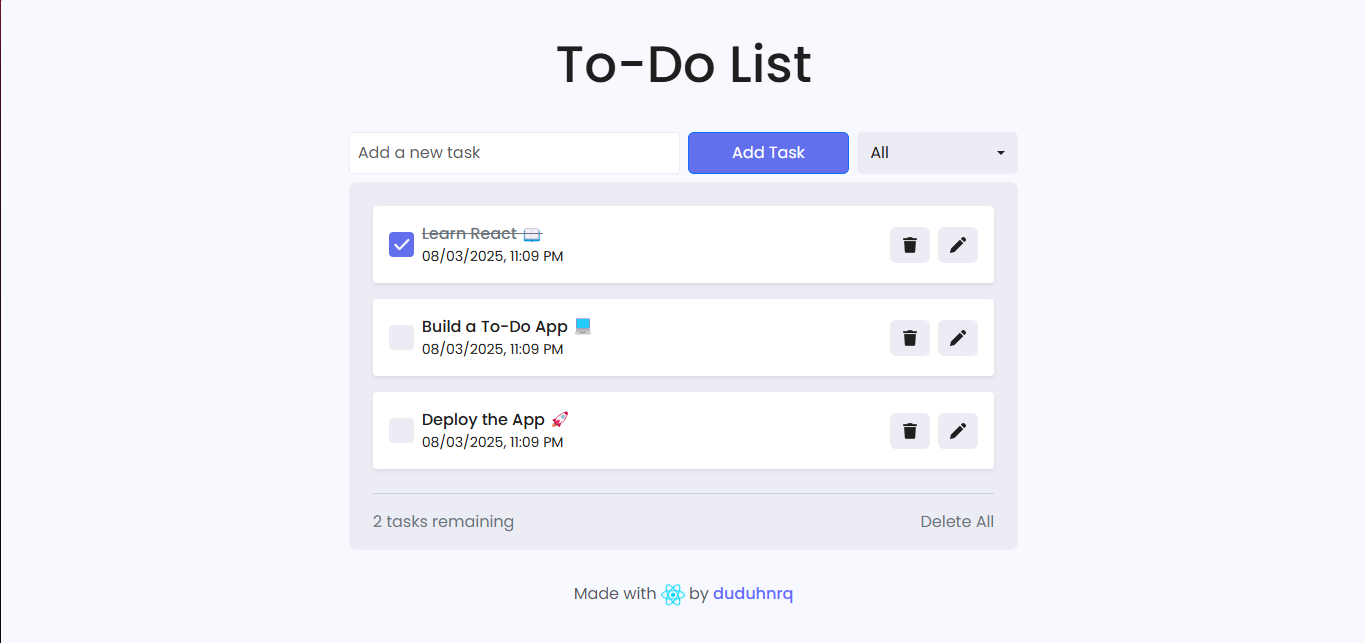 To-Do List
Add a new task
Add Task
All
Learn React 📖
08/03/2025, 11:09 PM
Build a To-Do App 💻
08/03/2025, 11:09 PM
Deploy the App 🚀
08/03/2025, 11:09 PM
2 tasks remaining
Delete All
Made with by duduhnrq